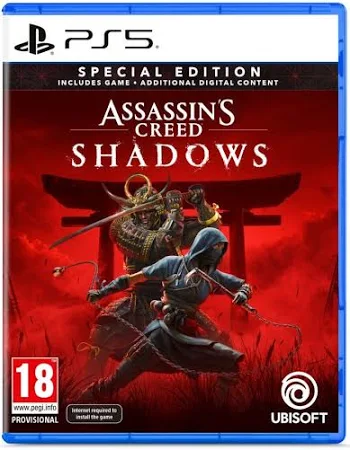 PS5
SPECIAL EDITION
INCLUDES GAME • ADDITIONAL DIGITAL CONTENT
ASSASSIN'S
CREED
SHADOWS
18
www.pegi.info
PROVISIONAL
Internet required to
install the game
UBISOFT